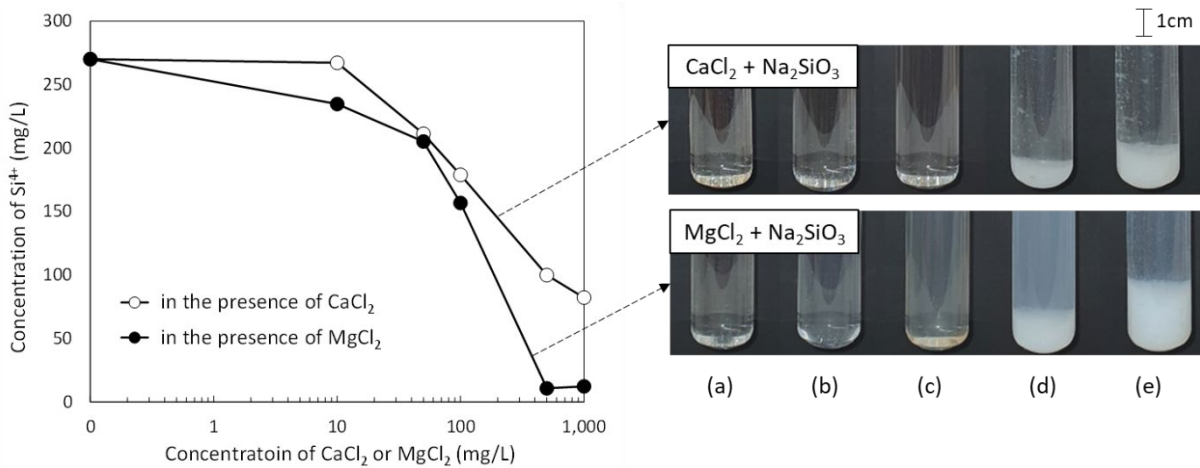 Concentration of Si⁴⁺ (mg/L)
300
250
200
150
100
50
0
in the presence of CaCl₂
in the presence of MgCl₂
0 1 10 100 1,000
Concentratoin of CaCl₂ or MgCl₂ (mg/L)
1cm
CaCl₂ + Na₂SiO₃
MgCl₂ + Na₂SiO₃
(a) (b) (c) (d) (e)